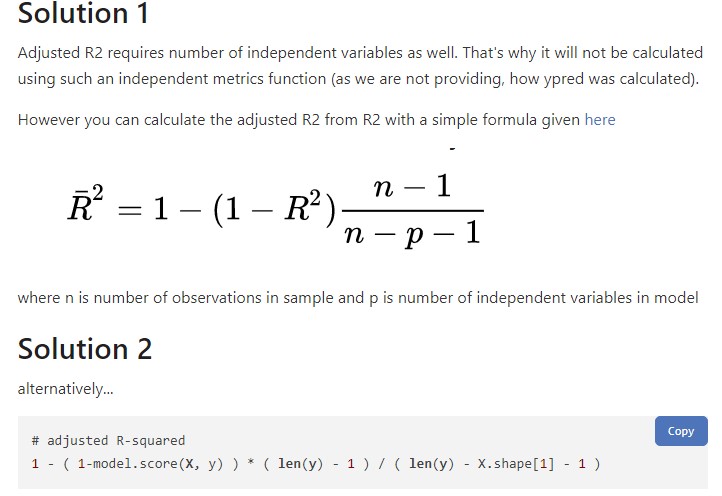 Solution 1
Adjusted R2 requires number of independent variables as well. That's why it will not be calculated
using such an independent metrics function (as we are not providing, how ypred was calculated).
However you can calculate the adjusted R2 from R2 with a simple formula given here
R̄² = 1 − (1 − R²) (n − 1)/(n − p − 1)
where n is number of observations in sample and p is number of independent variables in model
Solution 2
alternatively...
Copy
# adjusted R-squared
1 - ( 1-model.score(X, y) ) * ( len(y) - 1 ) / ( len(y) - X.shape[1] - 1 )